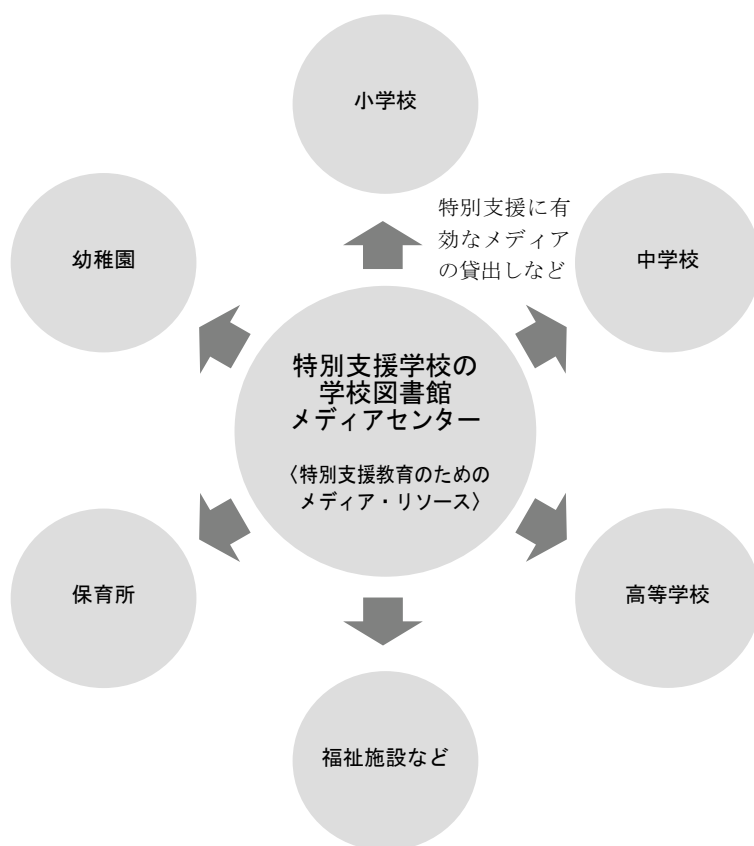 小学校
特別支援に有
効なメディア
の貸出しなど
幼稚園
中学校
特別支援学校の
学校図書館
メディアセンター
〈特別支援教育のための
メディア・リソース〉
保育所
高等学校
福祉施設など